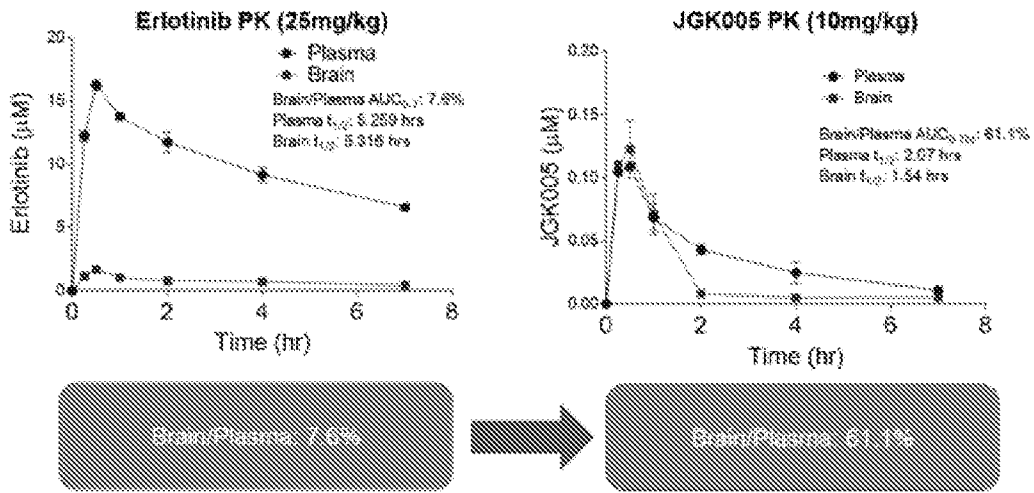 Erlotinib PK (25mg/kg)
20
15
10
5
0
Erlotinib (µM)
Plasma
Brain
Brain/Plasma AUC0-7: 7.6%
Plasma t1/2: 5.259 hrs
Brain t1/2: 5.316 hrs
0 2 4 6 8
Time (hr)
JGK005 PK (10mg/kg)
0.20
0.15
0.10
0.05
0.00
JGK005 (µM)
Plasma
Brain
Brain/Plasma AUC: 61.1%
Plasma t1/2: 2.07 hrs
Brain t1/2: 1.54 hrs
0 2 4 6 8
Time (hr)
Brain/Plasma: 7.6%
Brain/Plasma: 61.1%